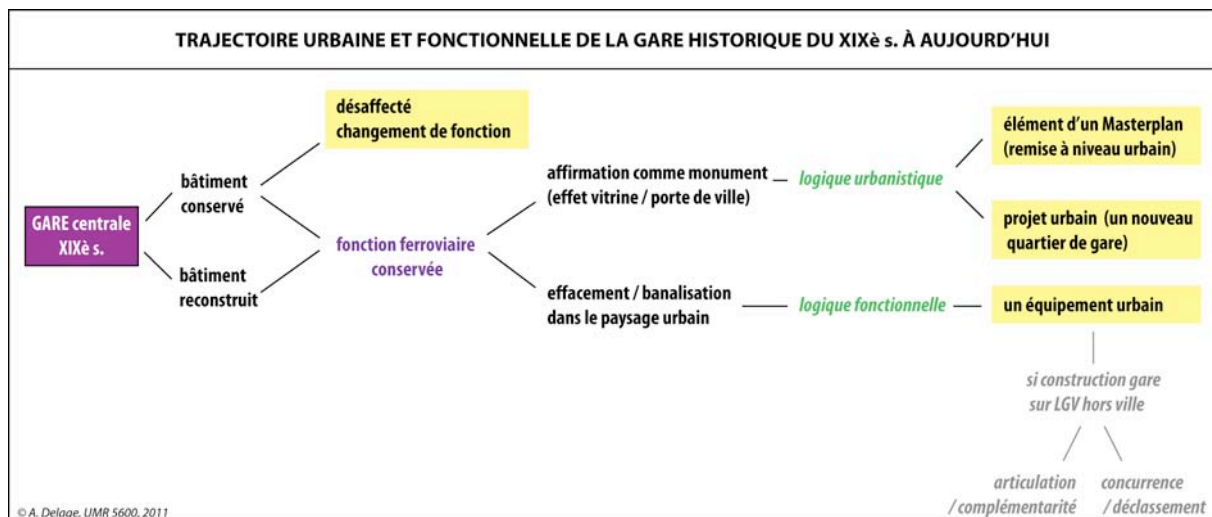 TRAJECTOIRE URBAINE ET FONCTIONNELLE DE LA GARE HISTORIQUE DU XIXè s. À AUJOURD'HUI
GARE centrale
XIXè s.
bâtiment
conservé
bâtiment
reconstruit
désaffecté
changement de fonction
fonction ferroviaire
conservée
affirmation comme monument
(effet vitrine / porte de ville)
effacement / banalisation
dans le paysage urbain
logique urbanistique
logique fonctionnelle
élément d'un Masterplan
(remise à niveau urbain)
projet urbain (un nouveau
quartier de gare)
un équipement urbain
si construction gare
sur LGV hors ville
articulation
/ complémentarité
concurrence
/ déclassement
© A. Delage, UMR 5600, 2011